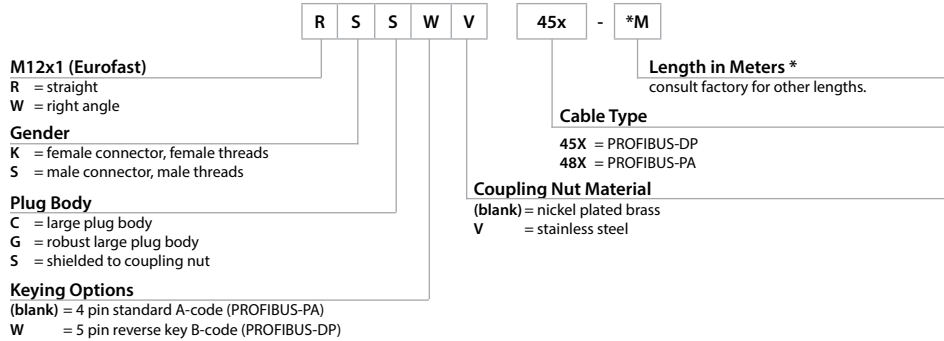 R S S W V 45x - *M
M12x1 (Eurofast)
R = straight
W = right angle
Gender
K = female connector, female threads
S = male connector, male threads
Plug Body
C = large plug body
G = robust large plug body
S = shielded to coupling nut
Keying Options
(blank) = 4 pin standard A-code (PROFIBUS-PA)
W = 5 pin reverse key B-code (PROFIBUS-DP)
Length in Meters *
consult factory for other lengths.
Cable Type
45X = PROFIBUS-DP
48X = PROFIBUS-PA
Coupling Nut Material
(blank) = nickel plated brass
V = stainless steel